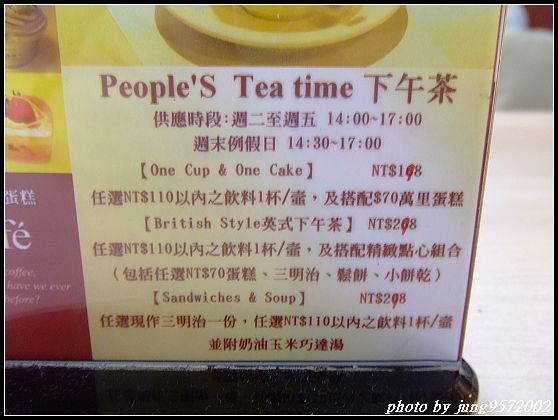 People'S Tea time 下午茶
供應時段:週二至週五 14:00~17:00
週末例假日 14:30~17:00
【One Cup & One Cake】 NT$198
任選NT$110以內之飲料1杯/壺,及搭配$70萬里蛋糕
【British Style英式下午茶】 NT$298
任選NT$110以內之飲料1杯/壺,及搭配精緻點心組合
(包括任選NT$70蛋糕、三明治、鬆餅、小餅乾)
【Sandwiches & Soup】 NT$298
任選現作三明治一份,任選NT$110以內之飲料1杯/壺
並附奶油玉米巧達湯
蛋糕
fé
coffee,
have we ever
before?
photo by jung9572002